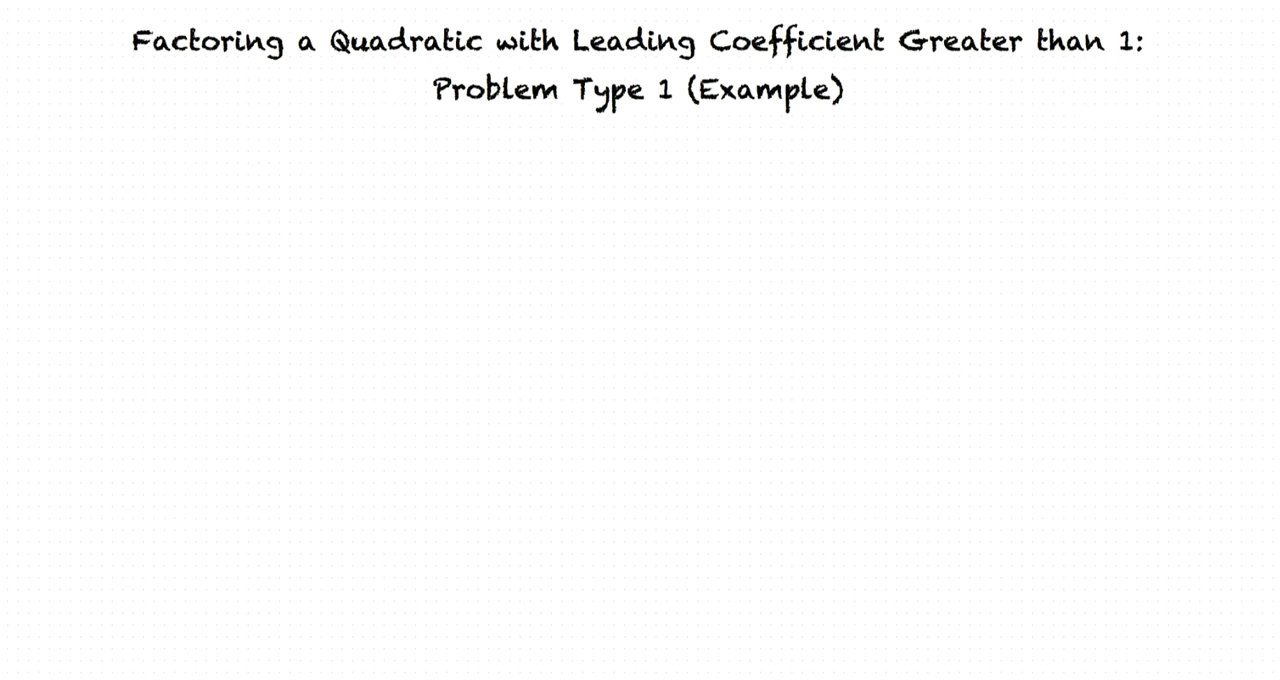 Factoring a Quadratic with Leading Coefficient Greater than 1:
Problem Type 1 (Example)